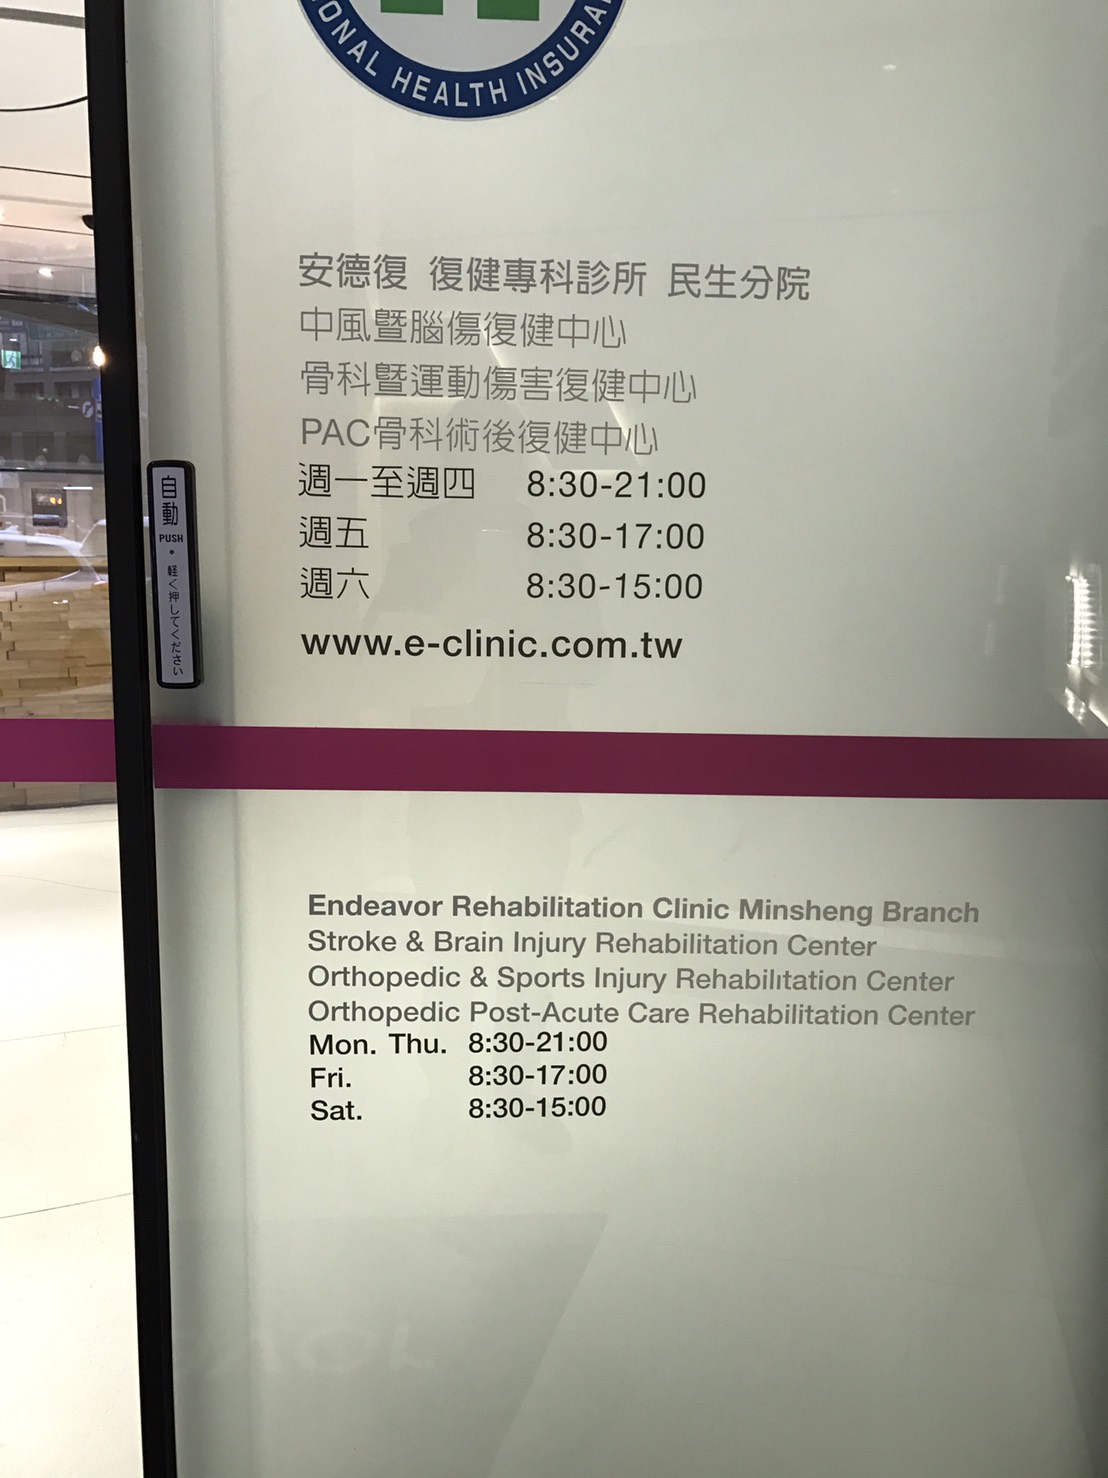 ONAL HEALTH INSURA
安德復 復健專科診所 民生分院
中風暨腦傷復健中心
骨科暨運動傷害復健中心
PAC骨科術後復健中心
週一至週四 8:30-21:00
週五 8:30-17:00
週六 8:30-15:00
www.e-clinic.com.tw
自動
PUSH
軽く押してください
Endeavor Rehabilitation Clinic Minsheng Branch
Stroke & Brain Injury Rehabilitation Center
Orthopedic & Sports Injury Rehabilitation Center
Orthopedic Post-Acute Care Rehabilitation Center
Mon. Thu. 8:30-21:00
Fri. 8:30-17:00
Sat. 8:30-15:00